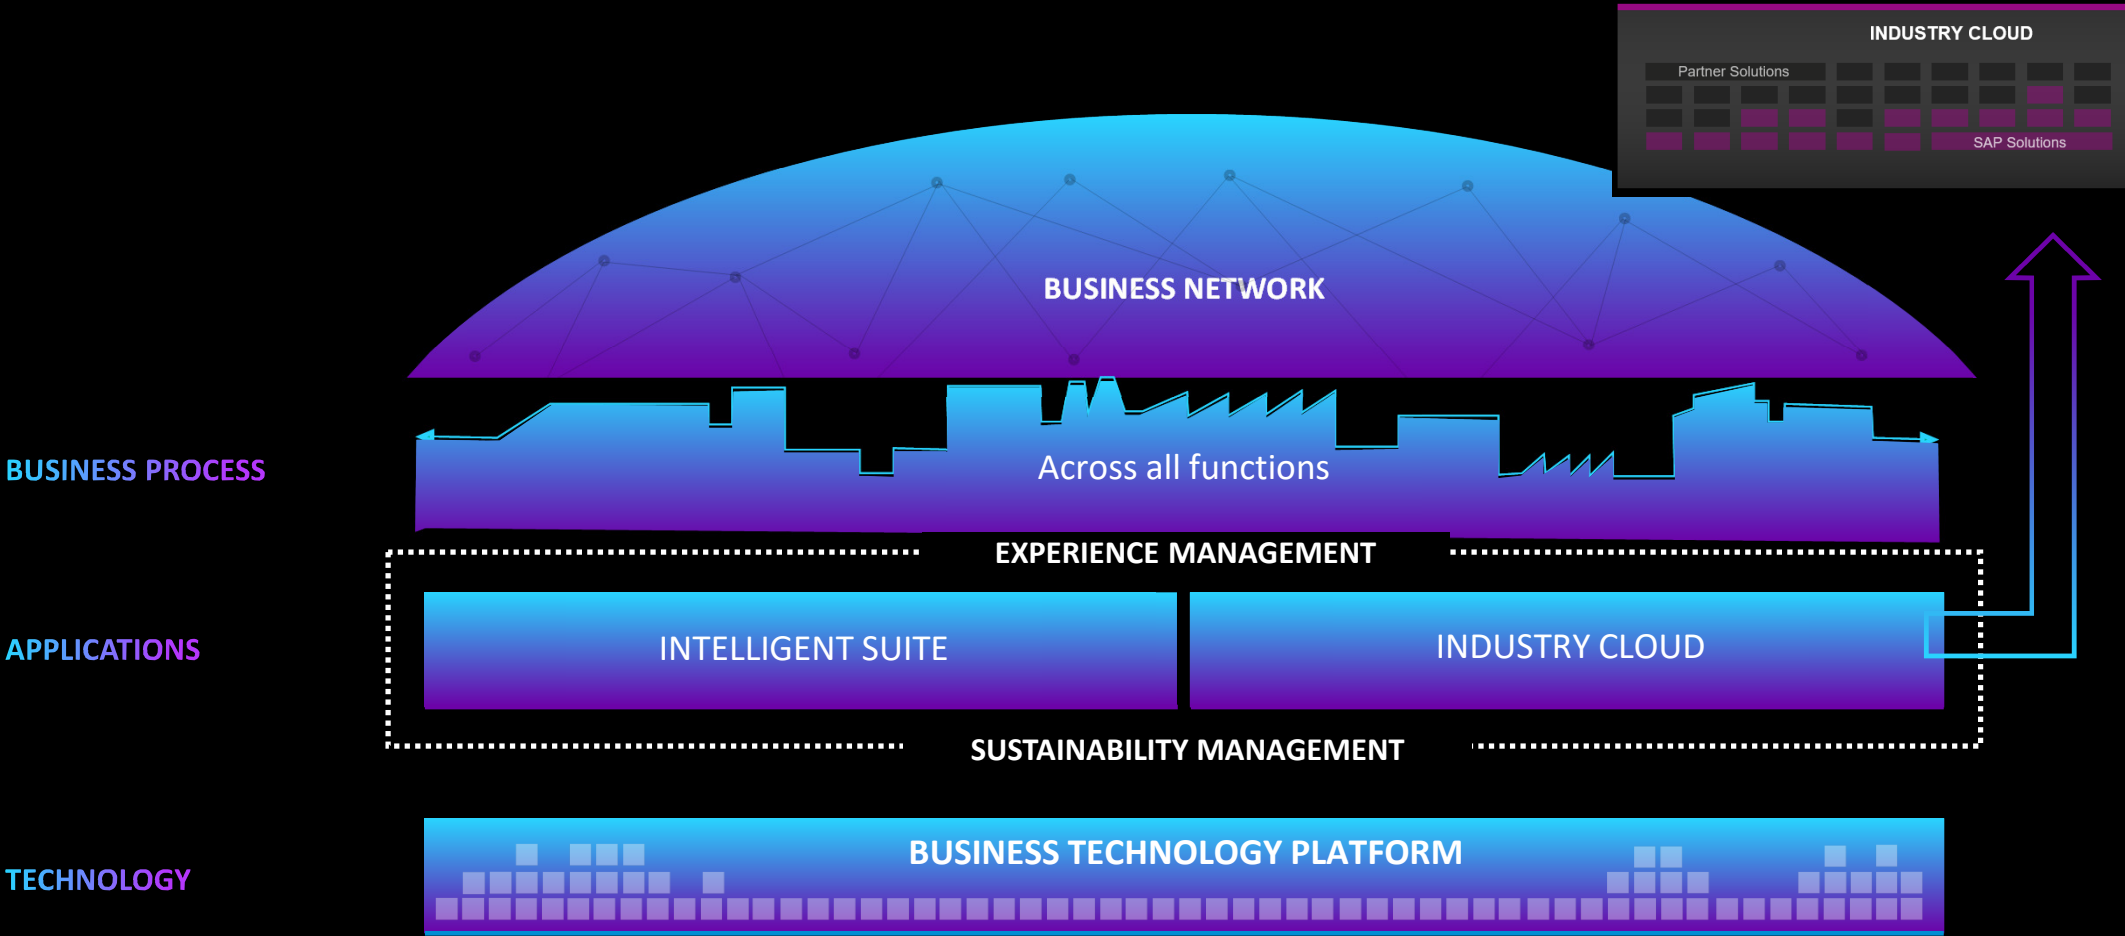 INDUSTRY CLOUD
Partner Solutions
SAP Solutions
BUSINESS NETWORK
BUSINESS PROCESS
Across all functions
EXPERIENCE MANAGEMENT
APPLICATIONS
INTELLIGENT SUITE
INDUSTRY CLOUD
SUSTAINABILITY MANAGEMENT
TECHNOLOGY
BUSINESS TECHNOLOGY PLATFORM